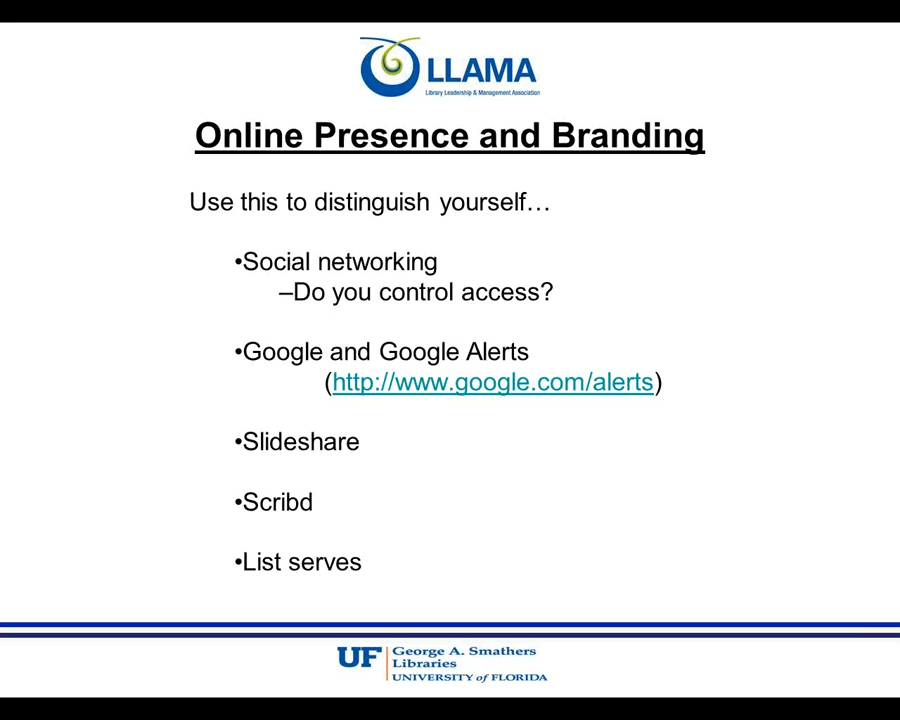 LLAMA
Library Leadership & Management Association
Online Presence and Branding
Use this to distinguish yourself…
•Social networking
–Do you control access?
•Google and Google Alerts
(http://www.google.com/alerts)
•Slideshare
•Scribd
•List serves
UF George A. Smathers
Libraries
UNIVERSITY of FLORIDA